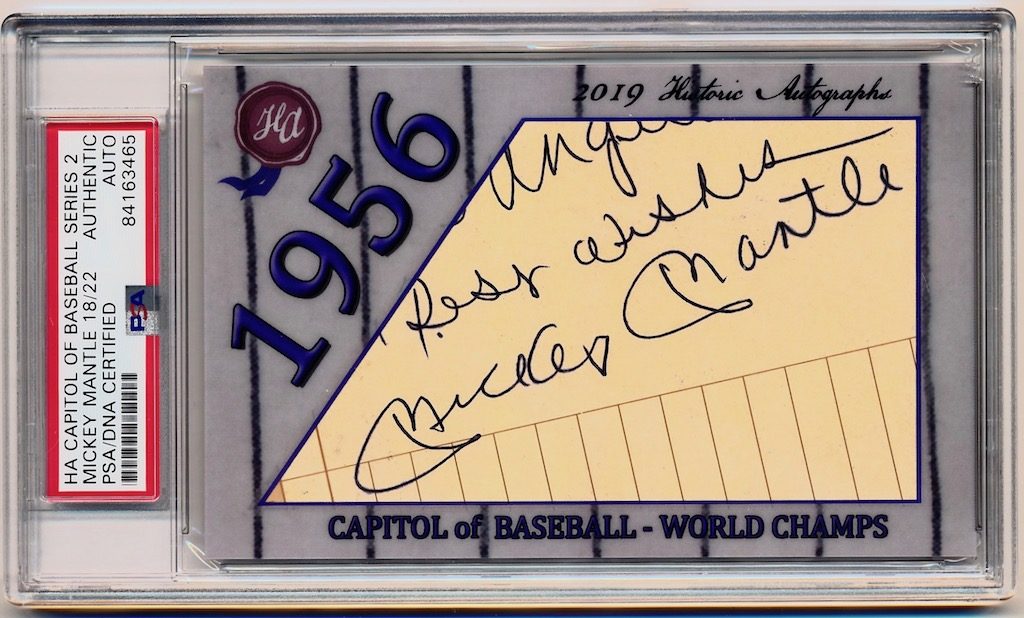 HA CAPITOL OF BASEBALL SERIES 2
MICKEY MANTLE 18/22 AUTHENTIC
PSA/DNA CERTIFIED AUTO
84163465
PSA
HA
1956
2019 Historic Autographs
Best wishes
Mickey Mantle
CAPITOL of BASEBALL - WORLD CHAMPS